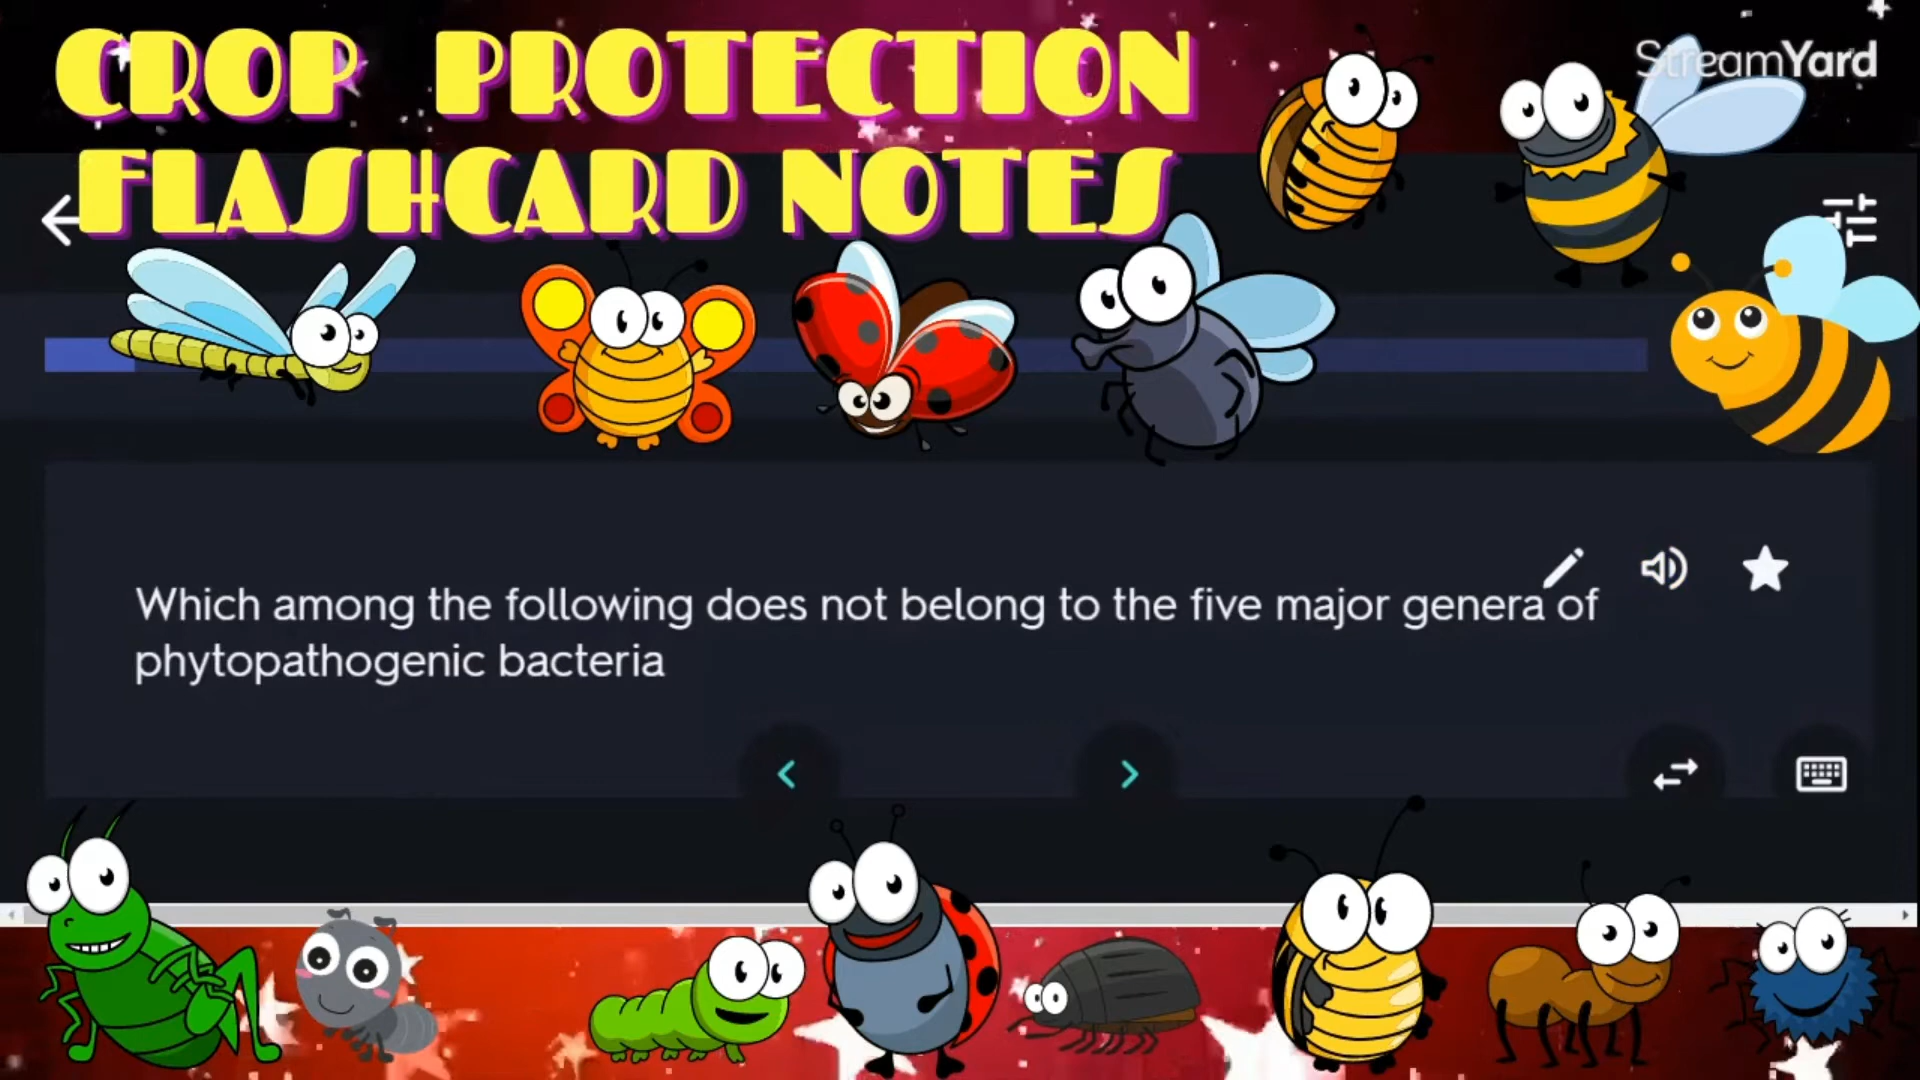 CROP PROTECTION
StreamYard
FLASHCARD NOTES
Which among the following does not belong to the five major genera of
phytopathogenic bacteria